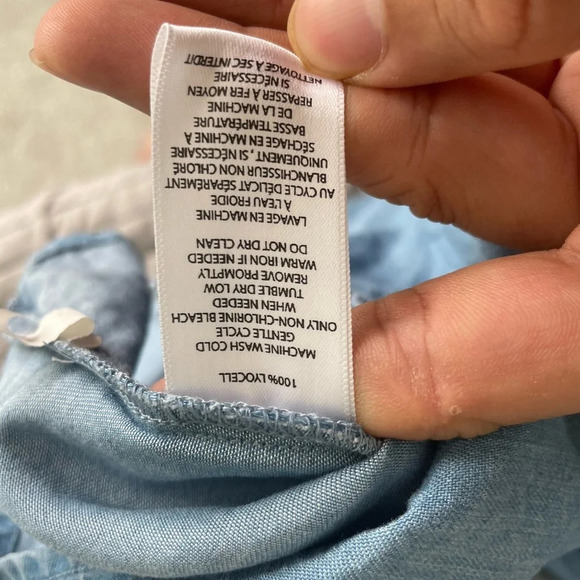 100% LYOCELL
MACHINE WASH COLD
GENTLE CYCLE
ONLY NON-CHLORINE BLEACH
WHEN NEEDED
TUMBLE DRY LOW
REMOVE PROMPTLY
WARM IRON IF NEEDED
DO NOT DRY CLEAN
LAVAGE EN MACHINE
À L'EAU FROIDE
AU CYCLE DÉLICAT SÉPARÉMENT
BLANCHISSEUR NON CHLORÉ
UNIQUEMENT, SI NÉCESSAIRE
SÉCHAGE EN MACHINE À
BASSE TEMPÉRATURE
DE LA MACHINE
REPASSER À FER MOYEN
SI NÉCESSAIRE
NETTOYAGE À SEC INTERDIT